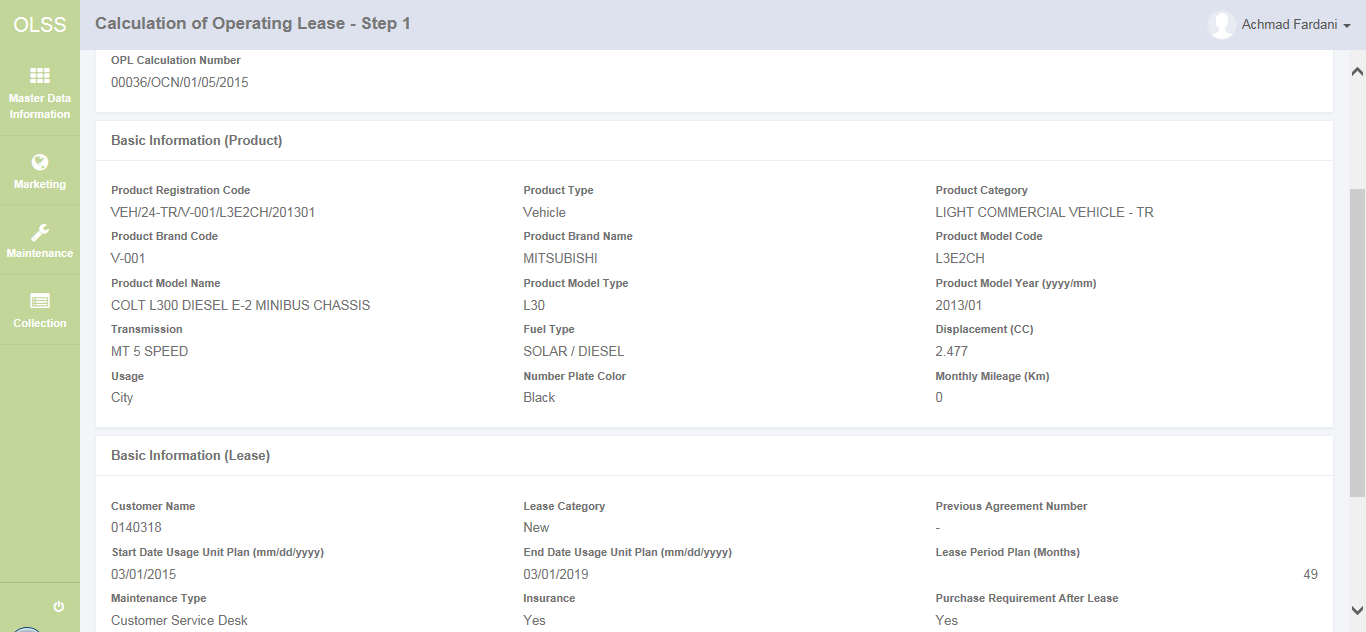 OLSS
Calculation of Operating Lease - Step 1
Achmad Fardani
Master Data
Information
Marketing
Maintenance
Collection
OPL Calculation Number
00036/OCN/01/05/2015
Basic Information (Product)
Product Registration Code Product Type Product Category
VEH/24-TR/V-001/L3E2CH/201301 Vehicle LIGHT COMMERCIAL VEHICLE - TR
Product Brand Code Product Brand Name Product Model Code
V-001 MITSUBISHI L3E2CH
Product Model Name Product Model Type Product Model Year (yyyy/mm)
COLT L300 DIESEL E-2 MINIBUS CHASSIS L30 2013/01
Transmission Fuel Type Displacement (CC)
MT 5 SPEED SOLAR / DIESEL 2.477
Usage Number Plate Color Monthly Mileage (Km)
City Black 0
Basic Information (Lease)
Customer Name Lease Category Previous Agreement Number
0140318 New -
Start Date Usage Unit Plan (mm/dd/yyyy) End Date Usage Unit Plan (mm/dd/yyyy) Lease Period Plan (Months)
03/01/2015 03/01/2019 49
Maintenance Type Insurance Purchase Requirement After Lease
Customer Service Desk Yes Yes